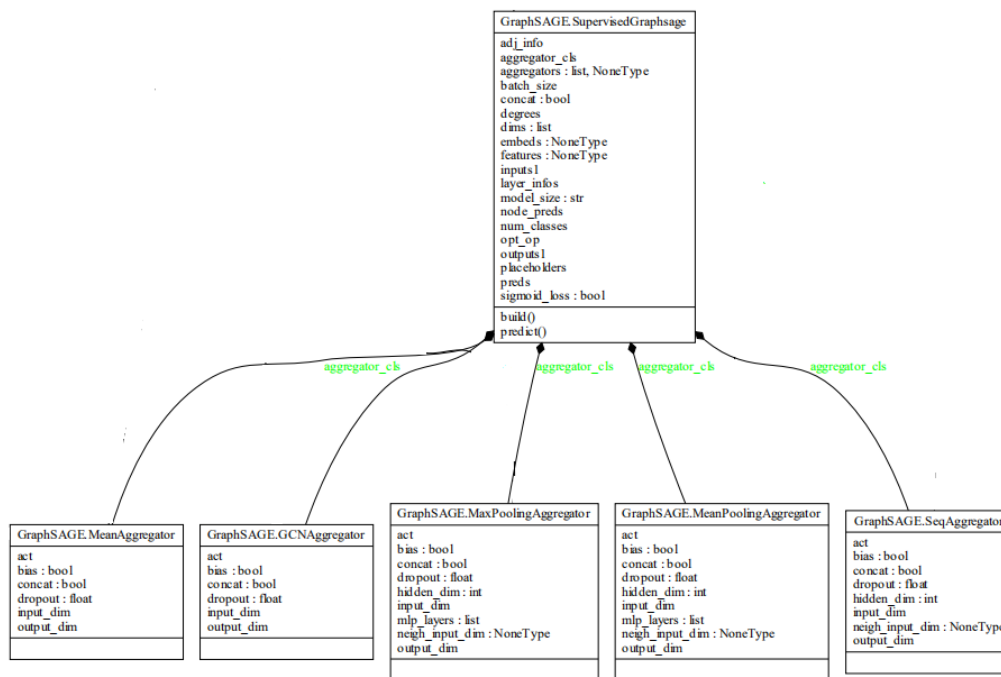 GraphSAGE.SupervisedGraphsage
adj_info
aggregator_cls
aggregators : list, NoneType
batch_size
concat : bool
degrees
dims : list
embeds : NoneType
features : NoneType
inputs1
layer_infos
model_size : str
node_preds
num_classes
opt_op
outputs1
placeholders
preds
sigmoid_loss : bool
build()
predict()
aggregator_cls
aggregator_cls
aggregator_cls
aggregator_cls
GraphSAGE.MeanAggregator
act
bias : bool
concat : bool
dropout : float
input_dim
output_dim
GraphSAGE.GCNAggregator
act
bias : bool
concat : bool
dropout : float
input_dim
output_dim
GraphSAGE.MaxPoolingAggregator
act
bias : bool
concat : bool
dropout : float
hidden_dim : int
input_dim
mlp_layers : list
neigh_input_dim : NoneType
output_dim
GraphSAGE.MeanPoolingAggregator
act
bias : bool
concat : bool
dropout : float
hidden_dim : int
input_dim
mlp_layers : list
neigh_input_dim : NoneType
output_dim
GraphSAGE.SeqAggregator
act
bias : bool
concat : bool
dropout : float
hidden_dim : int
input_dim
neigh_input_dim : NoneType
output_dim